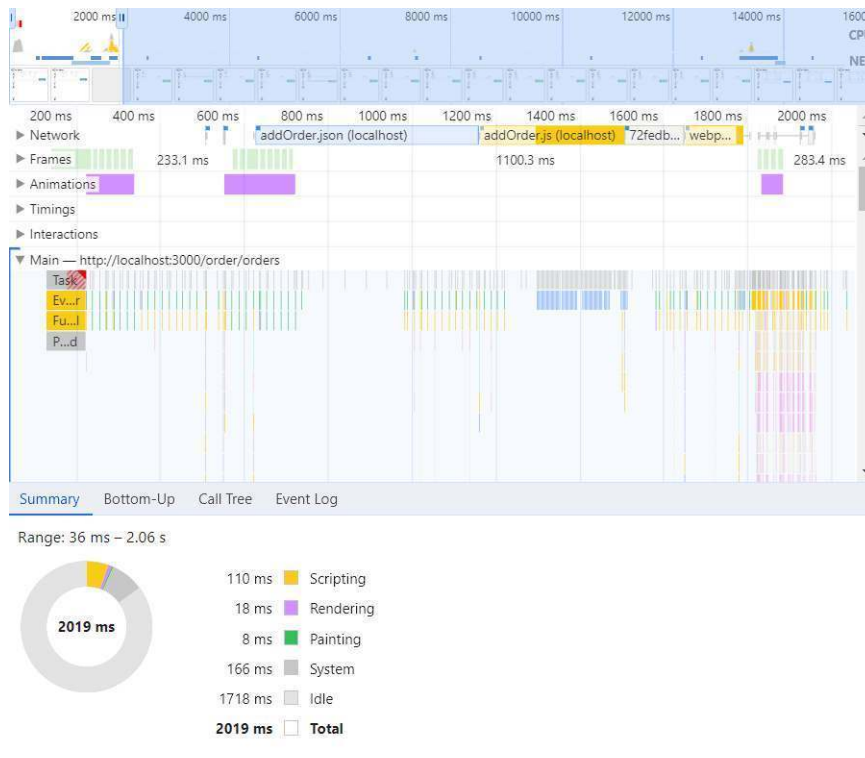 2000 ms 4000 ms 6000 ms 8000 ms 10000 ms 12000 ms 14000 ms 1600
CP
NE
200 ms 400 ms 600 ms 800 ms 1000 ms 1200 ms 1400 ms 1600 ms 1800 ms 2000 ms
Network addOrder.json (localhost) addOrder.js (localhost) 72fedb... webp...
Frames 233.1 ms 1100.3 ms 283.4 ms
Animations
Timings
Interactions
Main — http://localhost:3000/order/orders
Task
Ev...r
Fu...l
P...d
Summary Bottom-Up Call Tree Event Log
Range: 36 ms – 2.06 s
110 ms Scripting
18 ms Rendering
2019 ms
8 ms Painting
166 ms System
1718 ms Idle
2019 ms Total